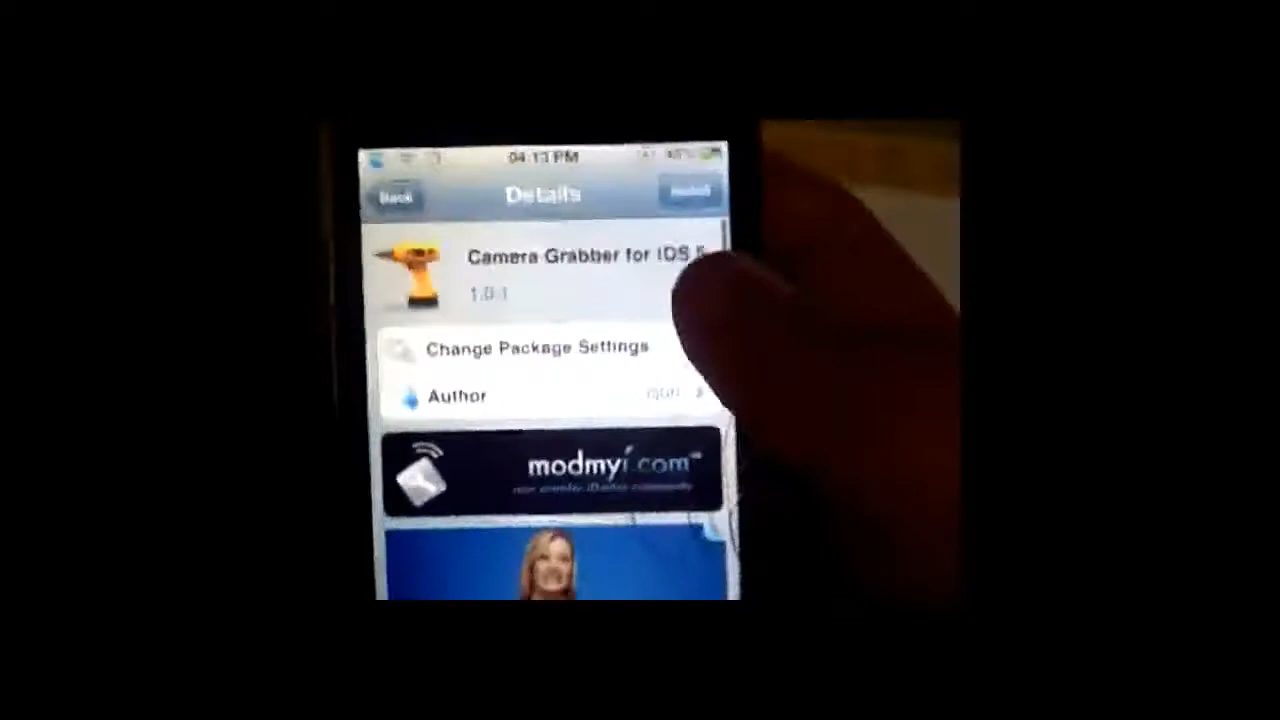 04:13 PM
Back
Details
Camera Grabber for iOS 5
1.0-1
Change Package Settings
Author
modmyi.com